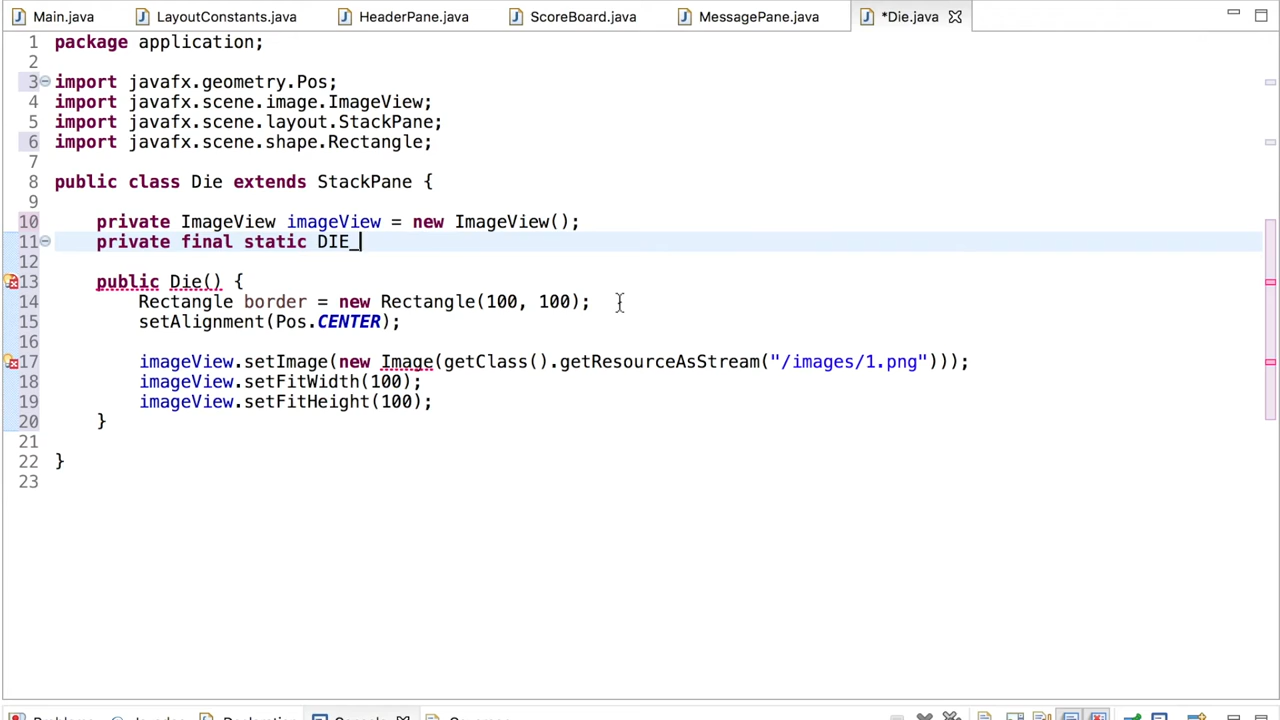 Main.java LayoutConstants.java HeaderPane.java ScoreBoard.java MessagePane.java *Die.java
1 package application;
2
3 import javafx.geometry.Pos;
4 import javafx.scene.image.ImageView;
5 import javafx.scene.layout.StackPane;
6 import javafx.scene.shape.Rectangle;
7
8 public class Die extends StackPane {
9
10 private ImageView imageView = new ImageView();
11 private final static DIE_
12
13 public Die() {
14 Rectangle border = new Rectangle(100, 100);
15 setAlignment(Pos.CENTER);
16
17 imageView.setImage(new Image(getClass().getResourceAsStream("/images/1.png")));
18 imageView.setFitWidth(100);
19 imageView.setFitHeight(100);
20 }
21
22 }
23